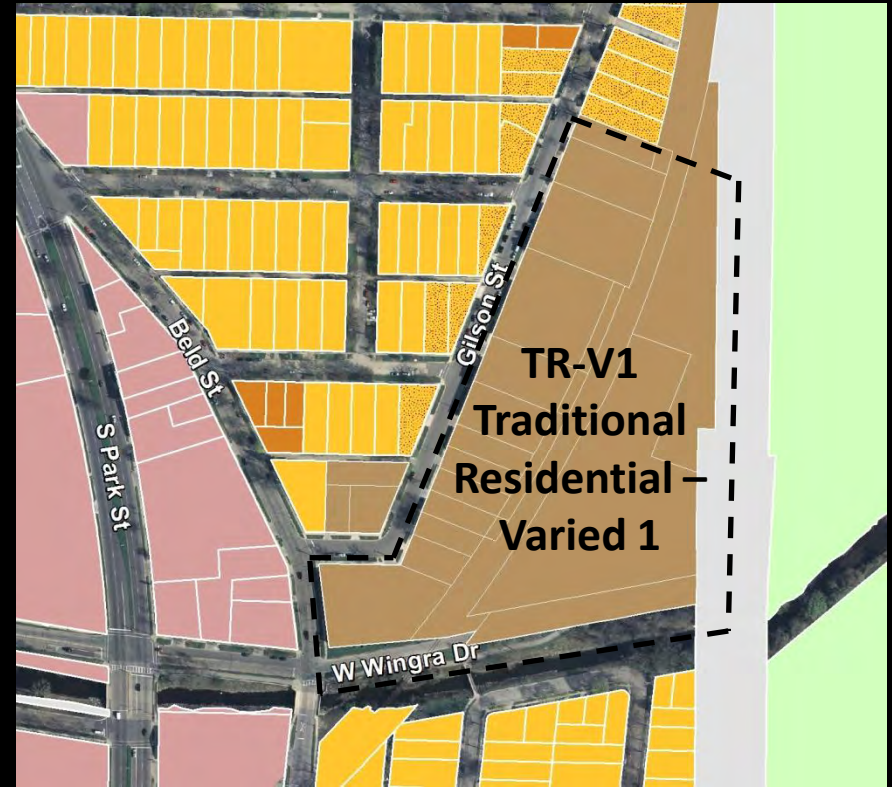 Gilson St
Beld St
S Park St
TR-V1
Traditional
Residential –
Varied 1
W Wingra Dr